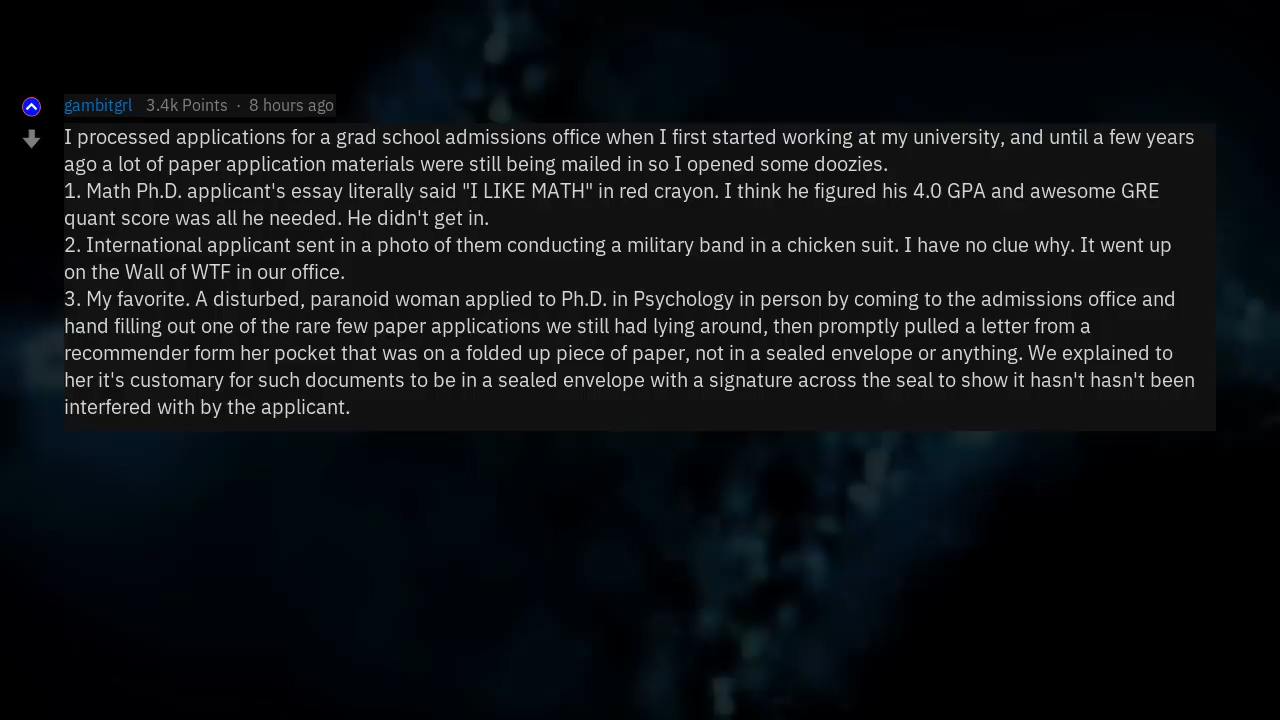 gambitgrl 3.4k Points · 8 hours ago
I processed applications for a grad school admissions office when I first started working at my university, and until a few years
ago a lot of paper application materials were still being mailed in so I opened some doozies.
1. Math Ph.D. applicant's essay literally said "I LIKE MATH" in red crayon. I think he figured his 4.0 GPA and awesome GRE
quant score was all he needed. He didn't get in.
2. International applicant sent in a photo of them conducting a military band in a chicken suit. I have no clue why. It went up
on the Wall of WTF in our office.
3. My favorite. A disturbed, paranoid woman applied to Ph.D. in Psychology in person by coming to the admissions office and
hand filling out one of the rare few paper applications we still had lying around, then promptly pulled a letter from a
recommender form her pocket that was on a folded up piece of paper, not in a sealed envelope or anything. We explained to
her it's customary for such documents to be in a sealed envelope with a signature across the seal to show it hasn't hasn't been
interfered with by the applicant.